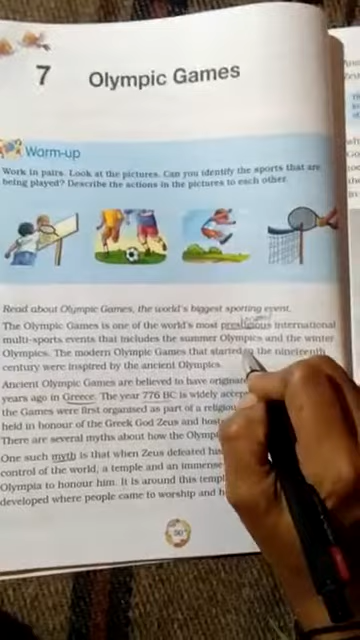 7 Olympic Games
Warm-up
Work in pairs. Look at the pictures. Can you identify the sports that are
being played? Describe the actions in the pictures to each other.
Read about Olympic Games, the world's biggest sporting event.
The Olympic Games is one of the world's most prestigious international
multi-sports events that includes the summer Olympics and the winter
Olympics. The modern Olympic Games that started in the nineteenth
century were inspired by the ancient Olympics.
Ancient Olympic Games are believed to have
years ago in Greece. The year 776 BC is widely
the Games were first organised as part of a
held in honour of the Greek God Zeus and
There are several myths about how the
One such myth is that when Zeus defeated his
control of the world, a temple and an immense
Olympia to honour him. It is around this
developed where people came to worship and
50